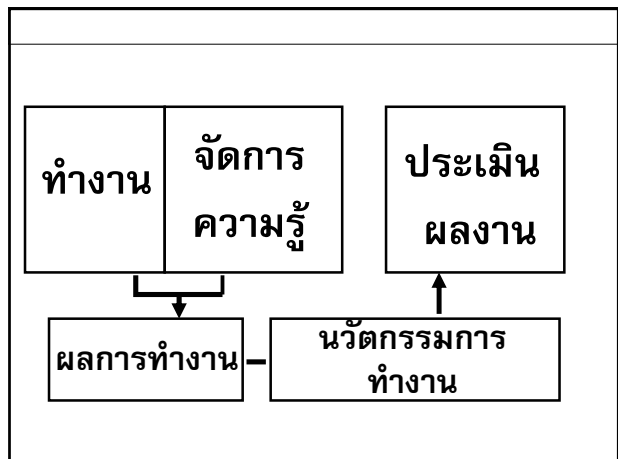 ทำงาน
จัดการ
ความรู้
ประเมิน
ผลงาน
ผลการทำงาน
นวัตกรรมการ
ทำงาน